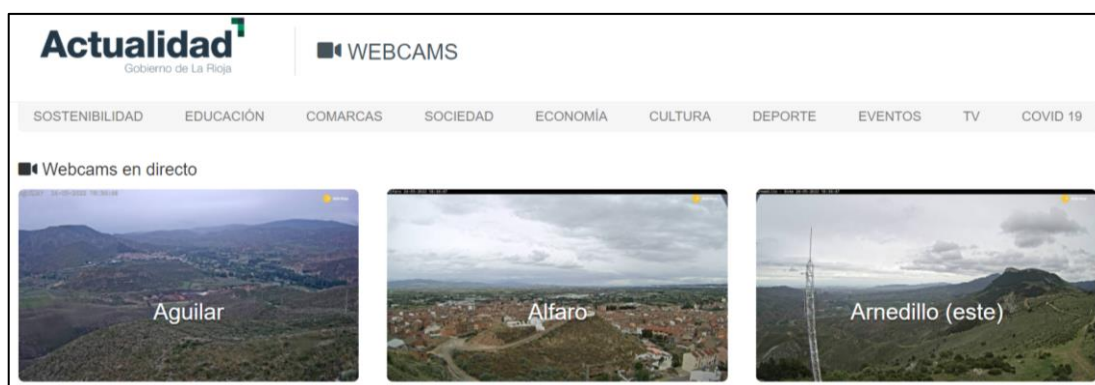 Actualidad
Gobierno de La Rioja
WEBCAMS
SOSTENIBILIDAD EDUCACIÓN COMARCAS SOCIEDAD ECONOMÍA CULTURA DEPORTE EVENTOS TV COVID 19
Webcams en directo
Aguilar Alfaro Arnedillo (este)